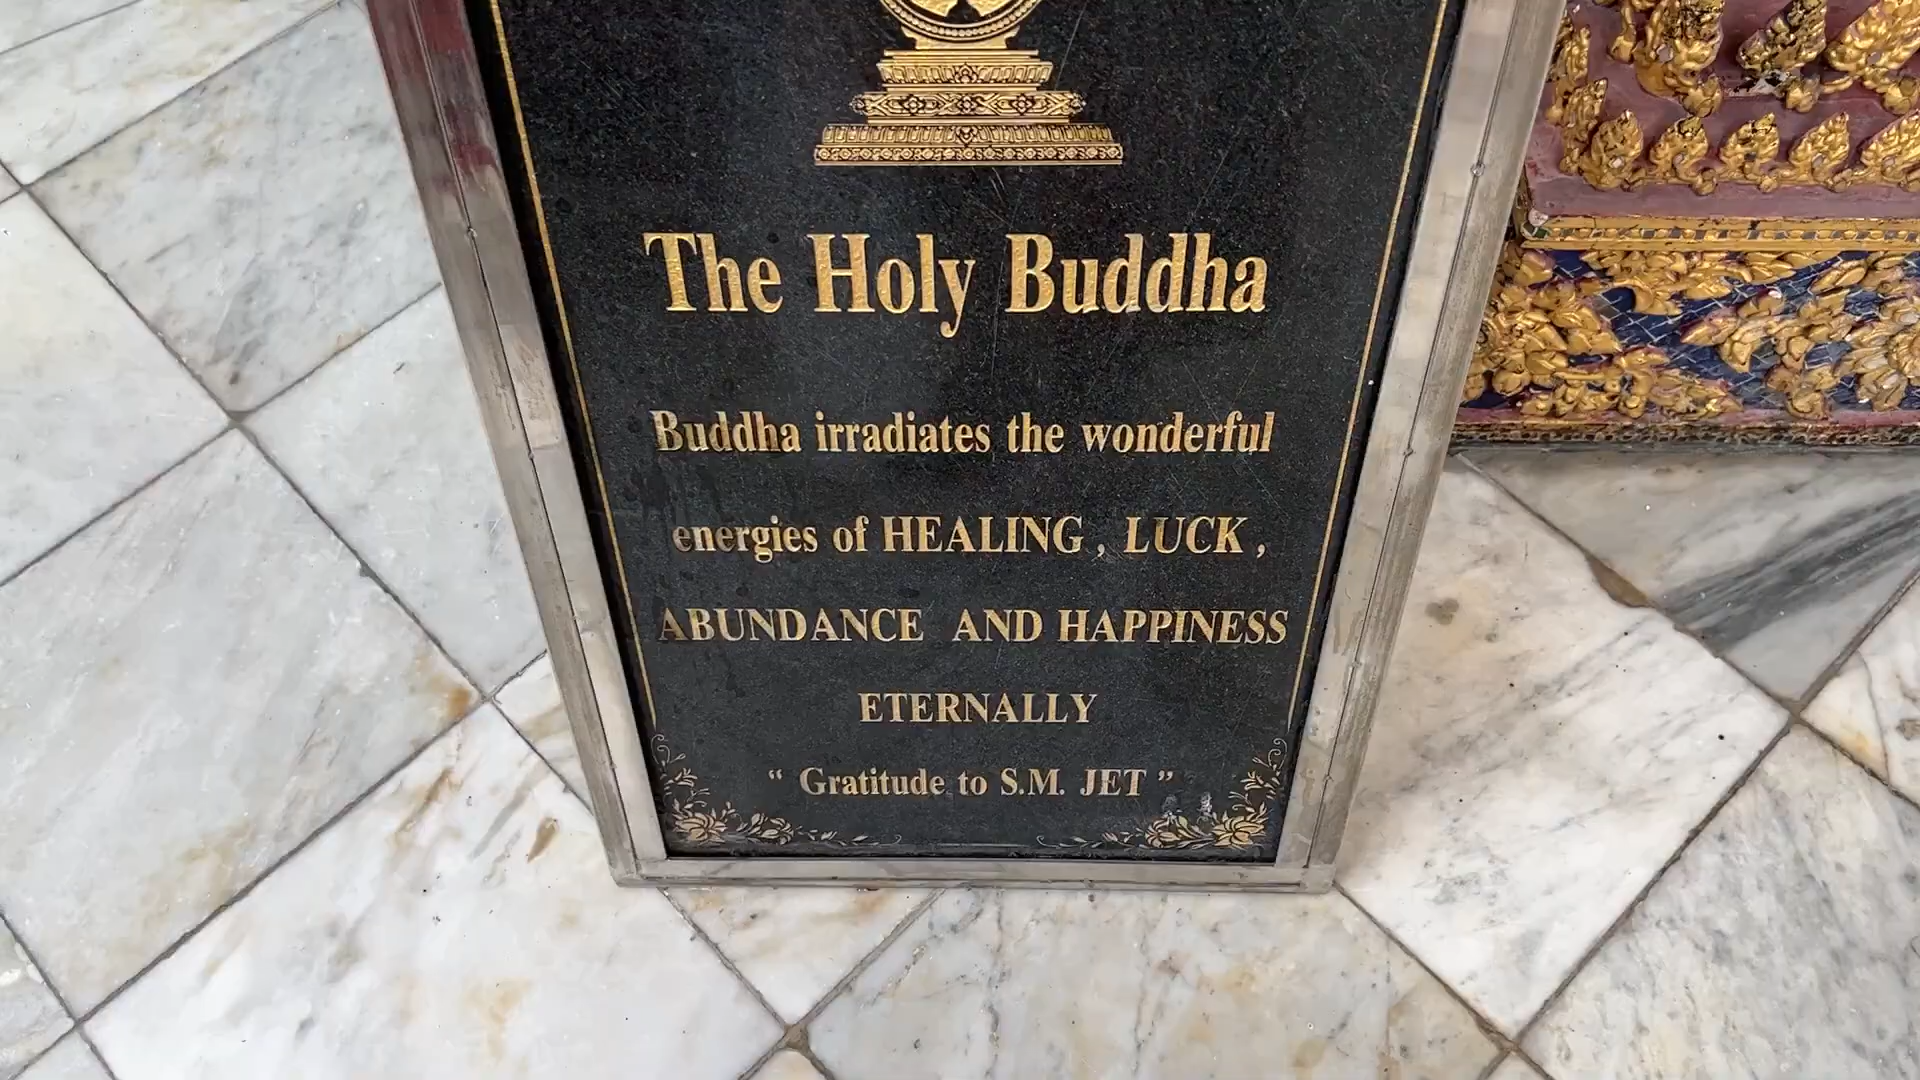 The Holy Buddha
Buddha irradiates the wonderful
energies of HEALING , LUCK ,
ABUNDANCE AND HAPPINESS
ETERNALLY
“ Gratitude to S.M. JET ”